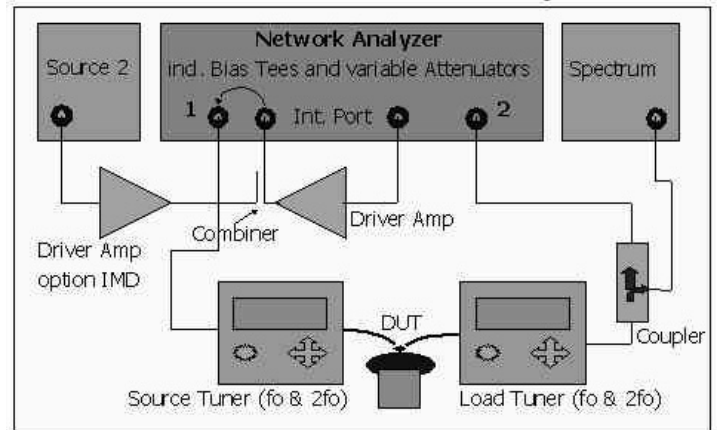 Source 2
Network Analyzer
ind. Bias Tees and variable Attenuators
Spectrum
1
Int. Port
2
Driver Amp
option IMD
Combiner
Driver Amp
DUT
Coupler
Source Tuner (fo & 2fo)
Load Tuner (fo & 2fo)